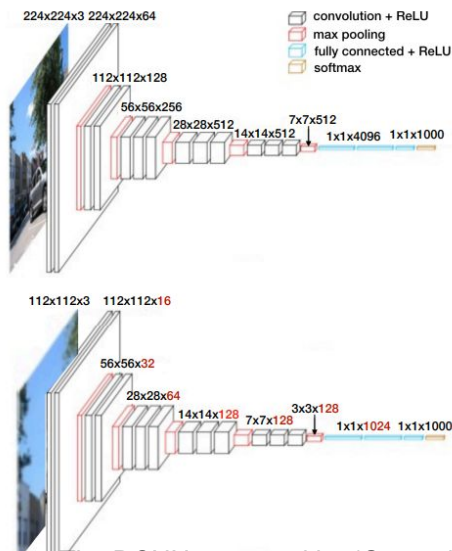 224x224x3 224x224x64
convolution + ReLU
max pooling
fully connected + ReLU
softmax
112x112x128
56x56x256
28x28x512
14x14x512
7x7x512
1x1x4096
1x1x1000
112x112x3 112x112x16
56x56x32
28x28x64
14x14x128
7x7x128
3x3x128
1x1x1024
1x1x1000